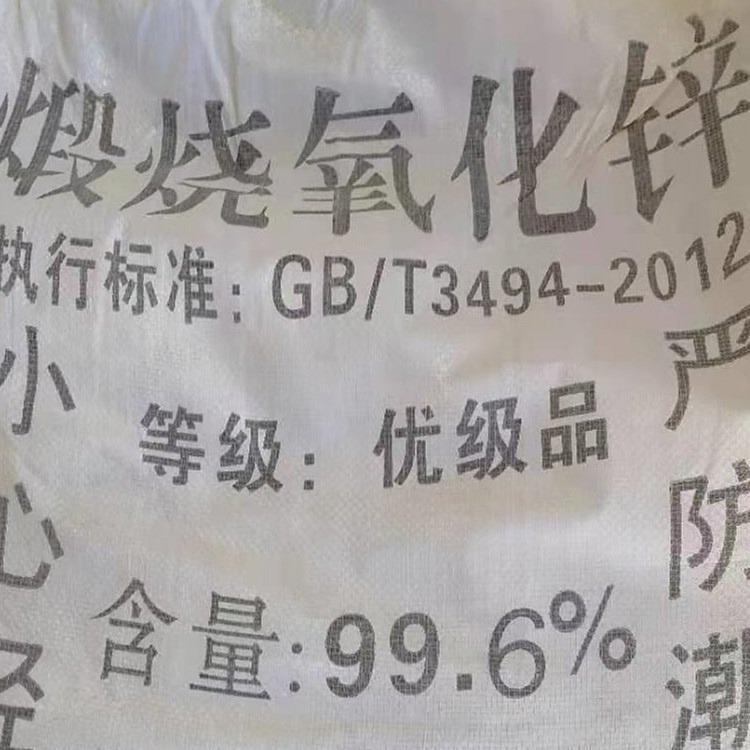 煅烧氧化锌
执行标准:GB/T3494-2012
等级:优级品
含量:99.6%
小心轻
严防潮